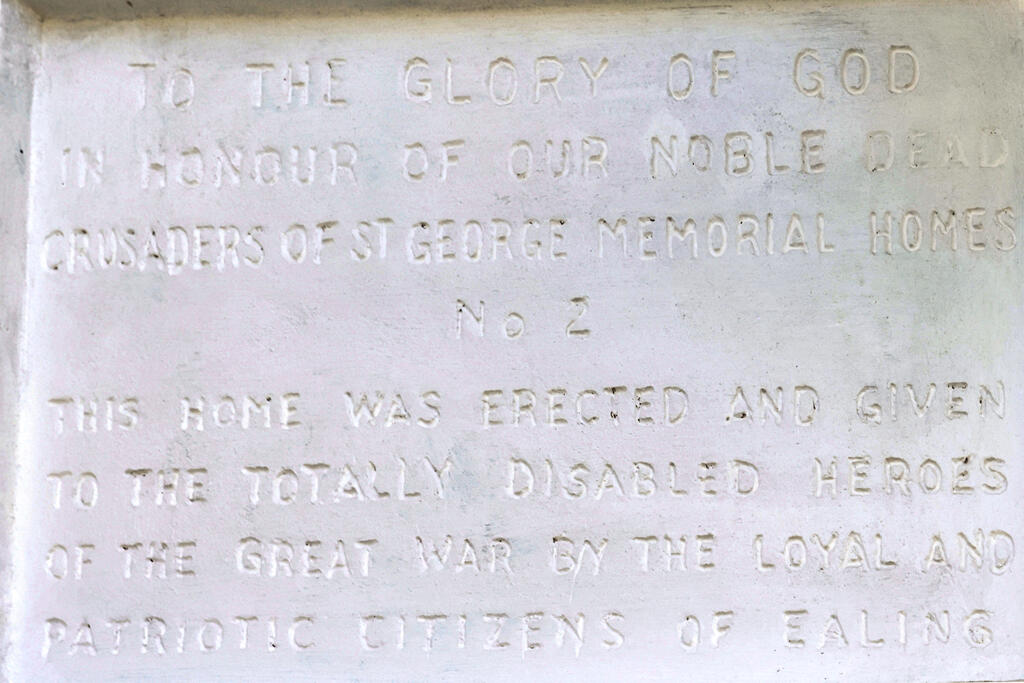 TO THE GLORY OF GOD
IN HONOUR OF OUR NOBLE DEAD
CRUSADERS OF ST GEORGE MEMORIAL HOMES
No 2
THIS HOME WAS ERECTED AND GIVEN
TO THE TOTALLY DISABLED HEROES
OF THE GREAT WAR BY THE LOYAL AND
PATRIOTIC CITIZENS OF EALING